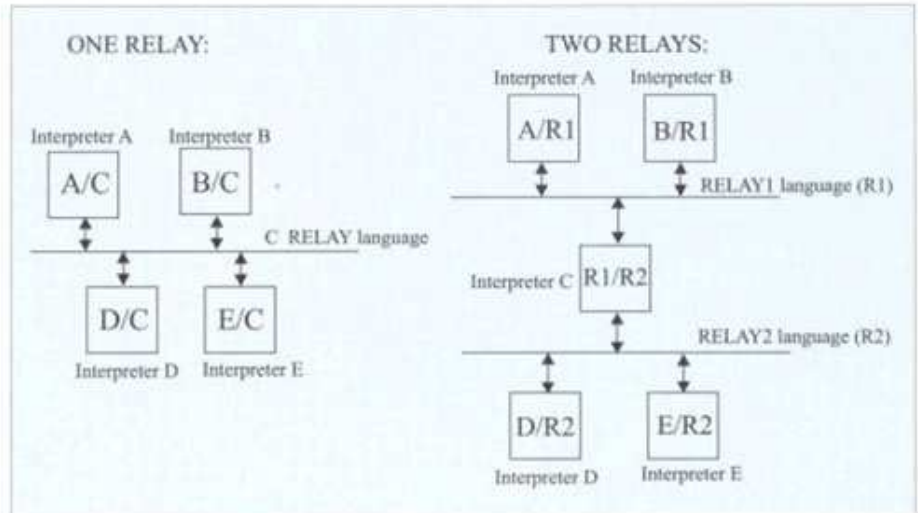 ONE RELAY:
Interpreter A
Interpreter B
A/C
B/C
C RELAY language
D/C
E/C
Interpreter D
Interpreter E
TWO RELAYS:
Interpreter A
Interpreter B
A/R1
B/R1
RELAY1 language (R1)
Interpreter C
R1/R2
RELAY2 language (R2)
D/R2
E/R2
Interpreter D
Interpreter E